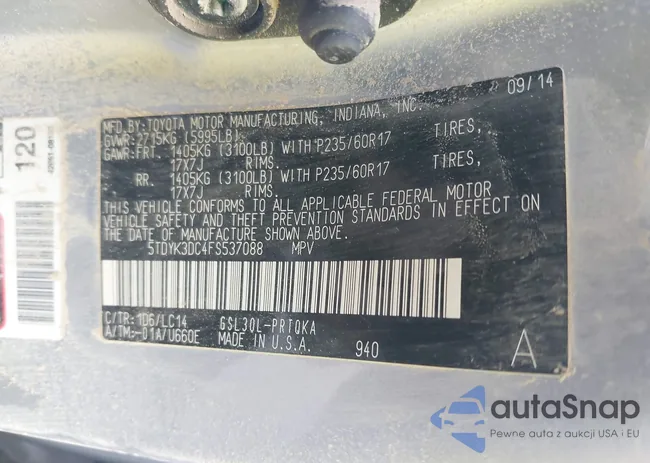 120
MFD.BY:TOYOTA MOTOR MANUFACTURING, INDIANA, INC. 09/14
GVWR:2715KG (5995LB)
GAWR:FRT. 1405KG (3100LB) WITH P235/60R17 TIRES,
17X7J RIMS.
RR. 1405KG (3100LB) WITH P235/60R17 TIRES,
17X7J RIMS.
THIS VEHICLE CONFORMS TO ALL APPLICABLE FEDERAL MOTOR
VEHICLE SAFETY AND THEFT PREVENTION STANDARDS IN EFFECT ON
THE DATE OF MANUFACTURE SHOWN ABOVE.
5TDYK3DC4FS537088 MPV
C/TR: 1D6/LC14 GSL30L-PRTQKA
A/TM:-01A/U660E MADE IN U.S.A. 940 A
autaSnap
Pewne auta z aukcji USA i EU